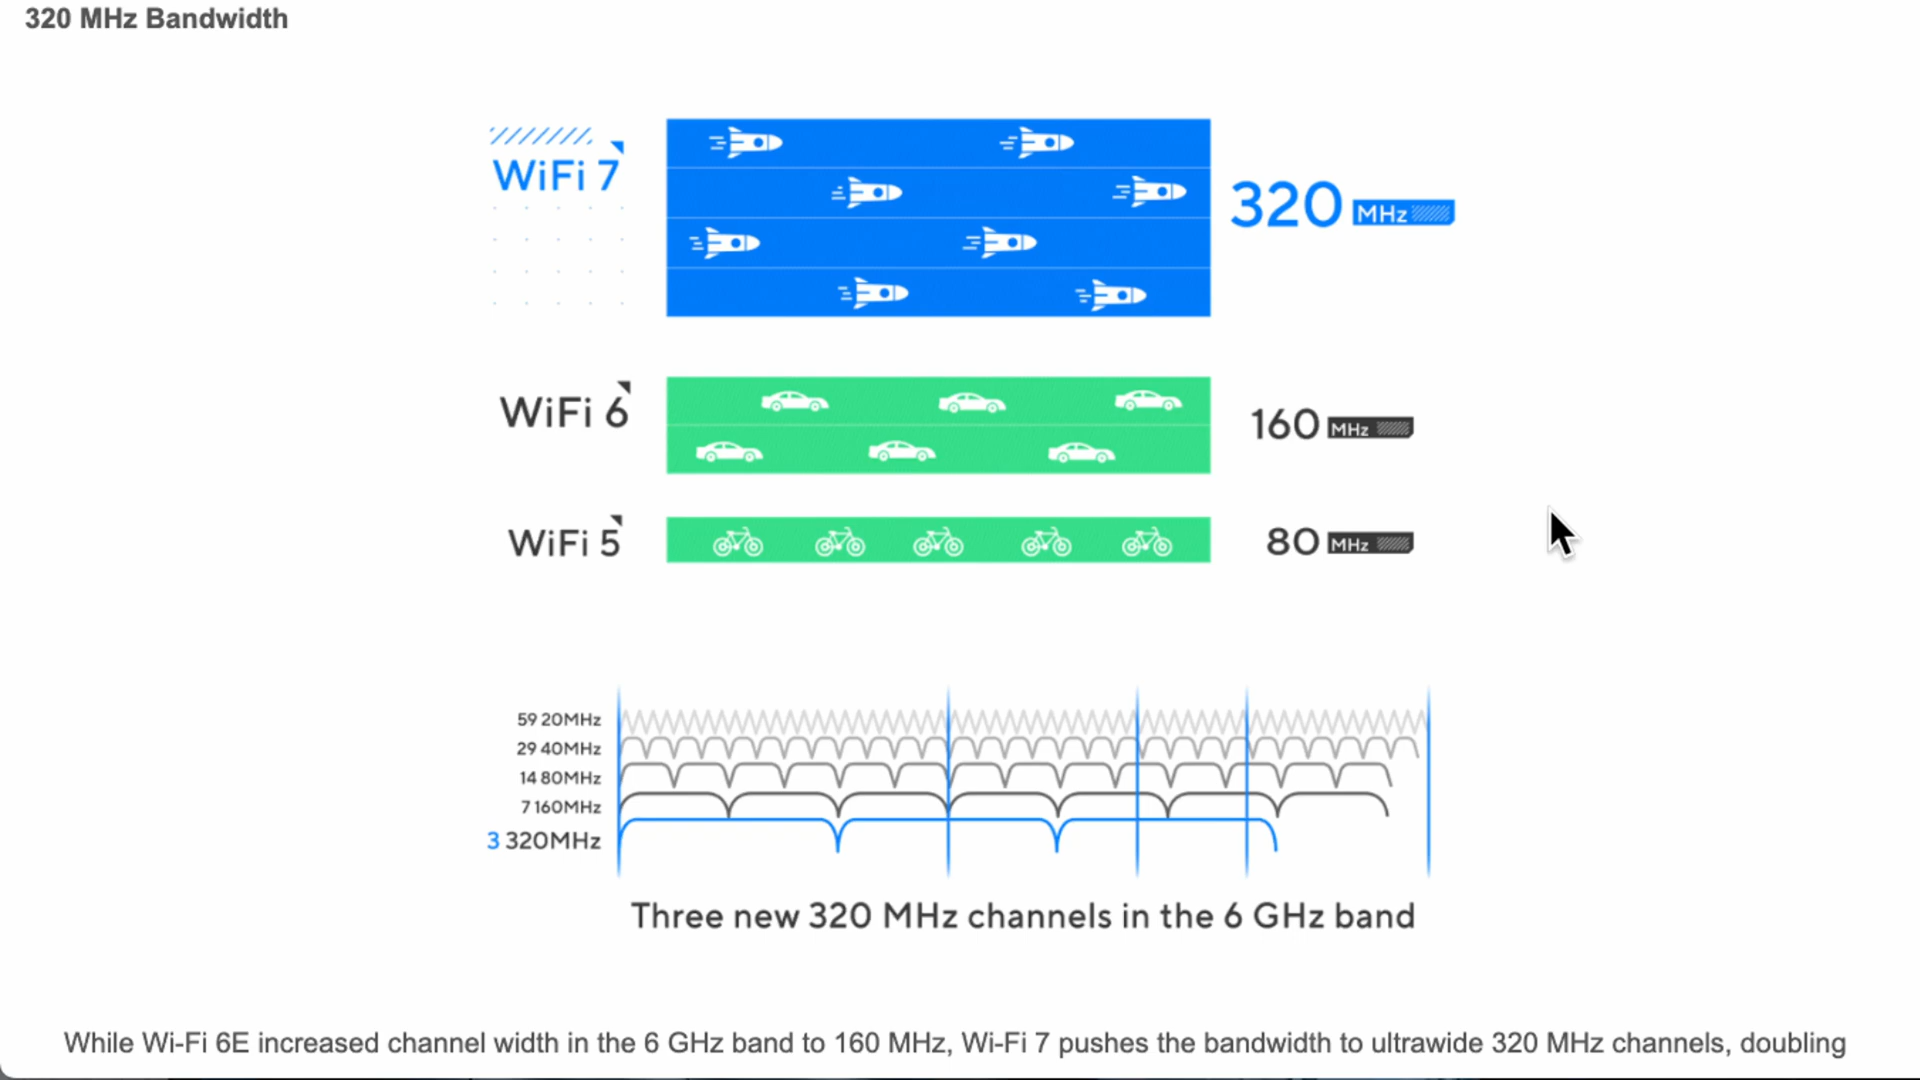 320 MHz Bandwidth
WiFi 7
320 MHz
WiFi 6
160 MHz
WiFi 5
80 MHz
59 20MHz
29 40MHz
14 80MHz
7 160MHz
3 320MHz
Three new 320 MHz channels in the 6 GHz band
While Wi-Fi 6E increased channel width in the 6 GHz band to 160 MHz, Wi-Fi 7 pushes the bandwidth to ultrawide 320 MHz channels, doubling